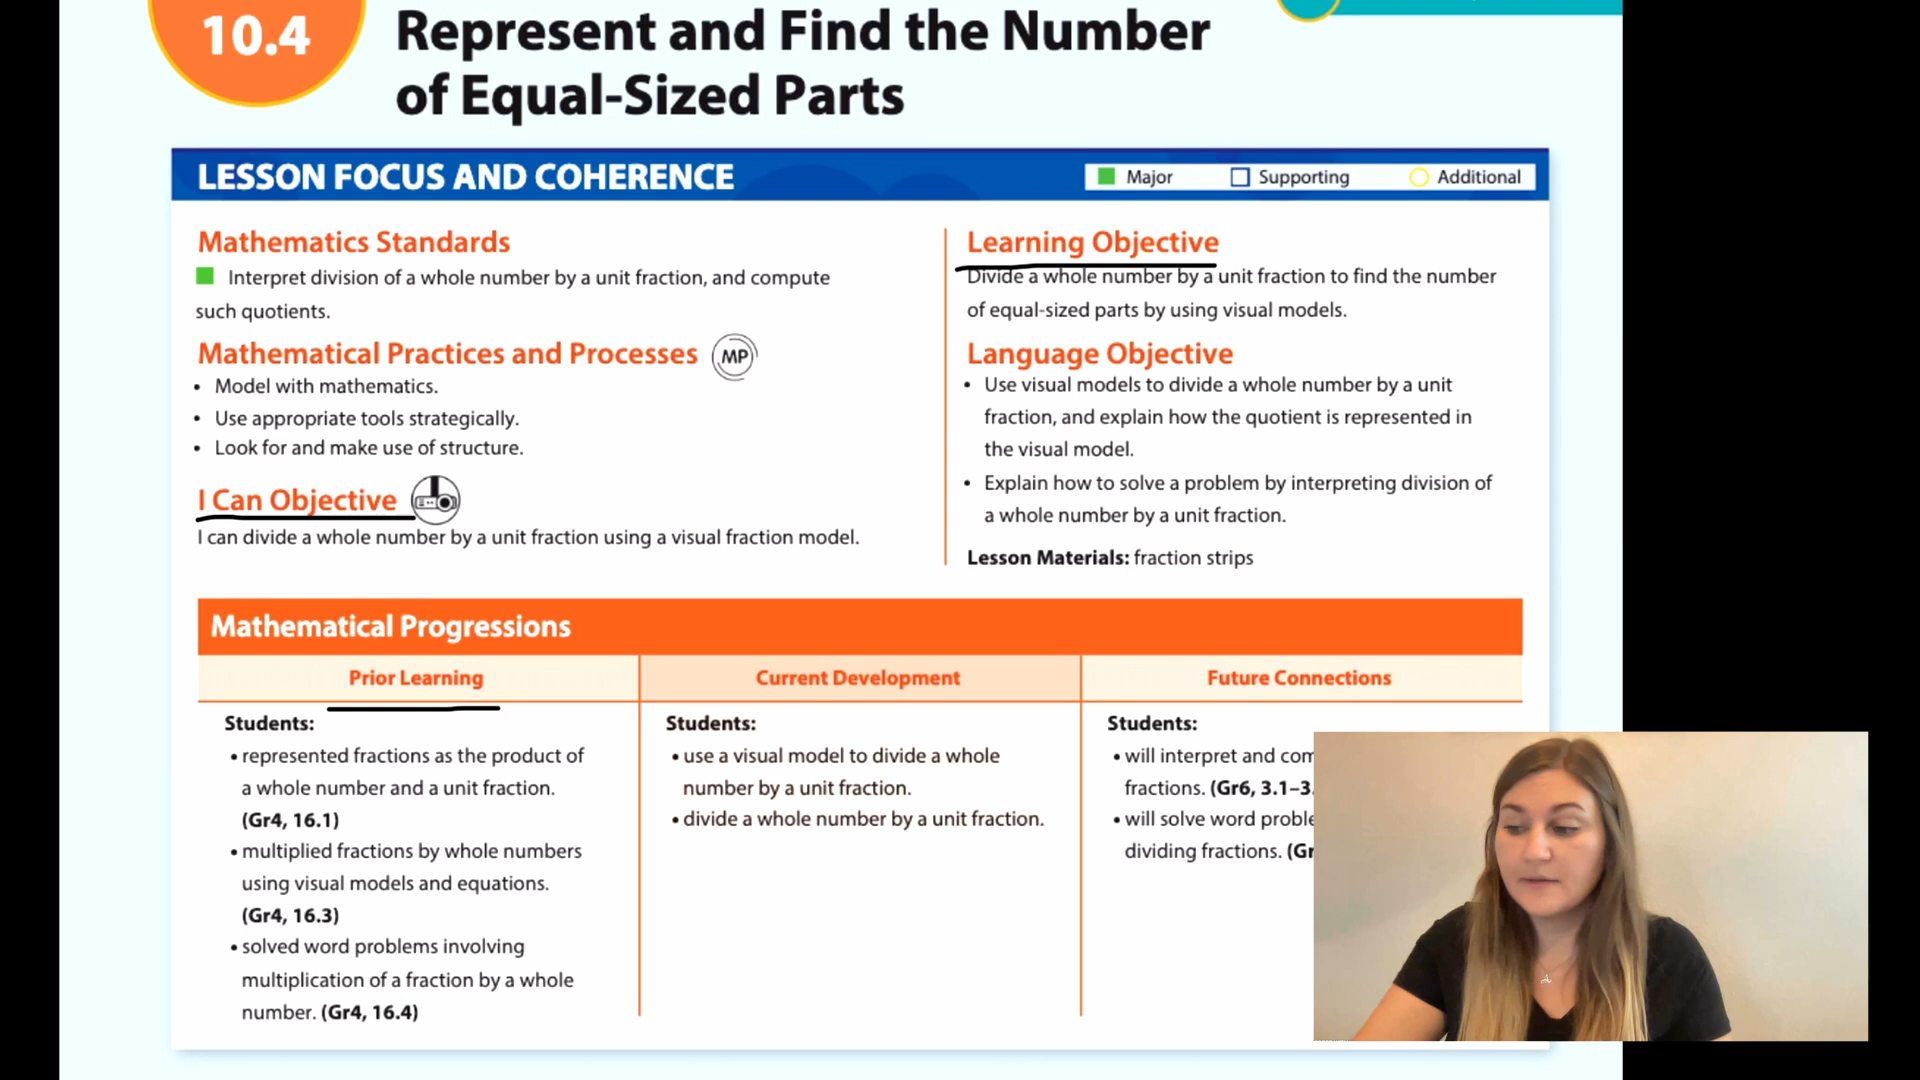 10.4
Represent and Find the Number
of Equal-Sized Parts
LESSON FOCUS AND COHERENCE
Major
Supporting
Additional
Mathematics Standards
Interpret division of a whole number by a unit fraction, and compute
such quotients.
Mathematical Practices and Processes MP
• Model with mathematics.
• Use appropriate tools strategically.
• Look for and make use of structure.
I Can Objective
I can divide a whole number by a unit fraction using a visual fraction model.
Learning Objective
Divide a whole number by a unit fraction to find the number
of equal-sized parts by using visual models.
Language Objective
• Use visual models to divide a whole number by a unit
fraction, and explain how the quotient is represented in
the visual model.
• Explain how to solve a problem by interpreting division of
a whole number by a unit fraction.
Lesson Materials: fraction strips
Mathematical Progressions
Prior Learning
Students:
• represented fractions as the product of
a whole number and a unit fraction.
(Gr4, 16.1)
• multiplied fractions by whole numbers
using visual models and equations.
(Gr4, 16.3)
• solved word problems involving
multiplication of a fraction by a whole
number. (Gr4, 16.4)
Current Development
Students:
• use a visual model to divide a whole
number by a unit fraction.
• divide a whole number by a unit fraction.
Future Connections
Students:
• will interpret and com
fractions. (Gr6, 3.1–3.
• will solve word proble
dividing fractions. (Gr